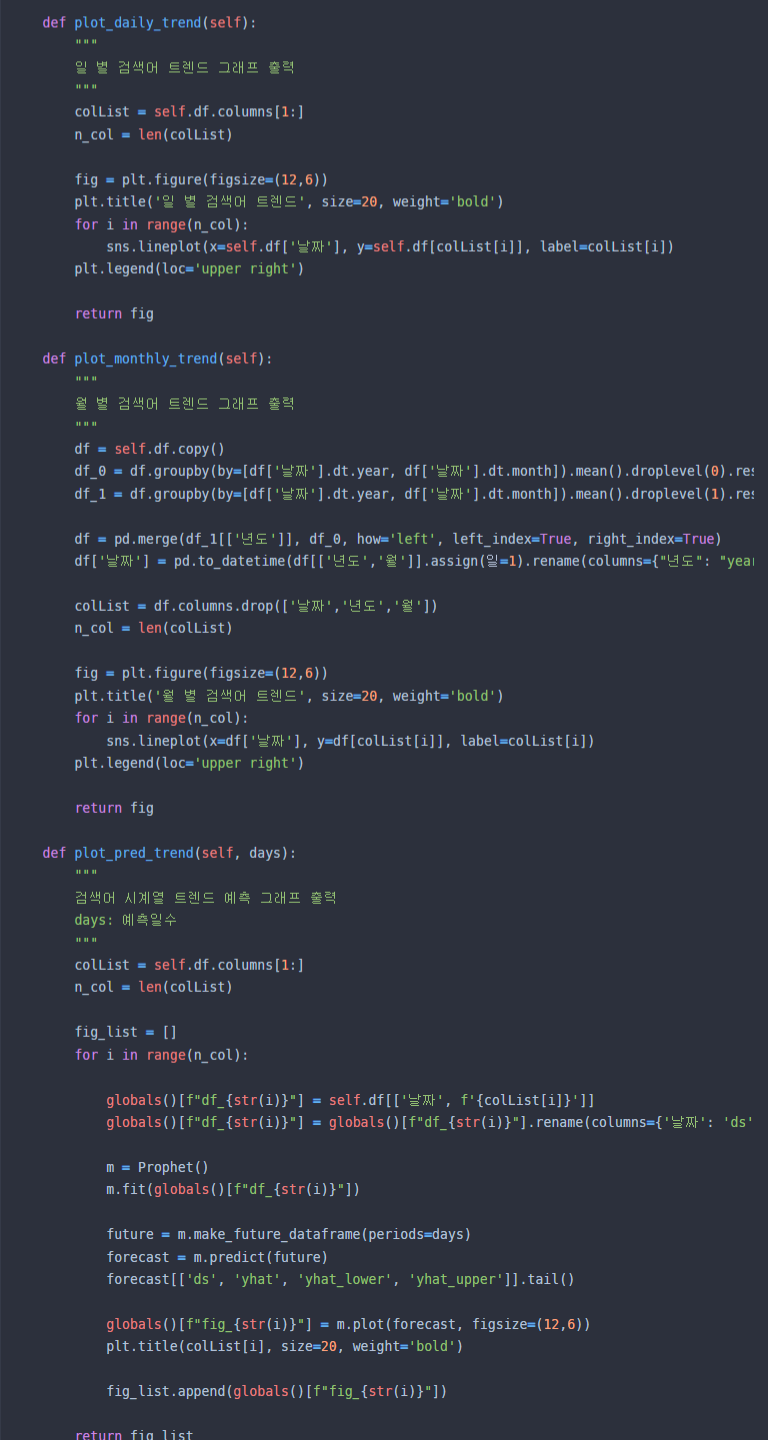 def plot_daily_trend(self):
"""
일 별 검색어 트렌드 그래프 출력
"""
colList = self.df.columns[1:]
n_col = len(colList)
fig = plt.figure(figsize=(12,6))
plt.title('일 별 검색어 트렌드', size=20, weight='bold')
for i in range(n_col):
sns.lineplot(x=self.df['날짜'], y=self.df[colList[i]], label=colList[i])
plt.legend(loc='upper right')
return fig
def plot_monthly_trend(self):
"""
월 별 검색어 트렌드 그래프 출력
"""
df = self.df.copy()
df_0 = df.groupby(by=[df['날짜'].dt.year, df['날짜'].dt.month]).mean().droplevel(0).res
df_1 = df.groupby(by=[df['날짜'].dt.year, df['날짜'].dt.month]).mean().droplevel(1).res
df = pd.merge(df_1[['년도']], df_0, how='left', left_index=True, right_index=True)
df['날짜'] = pd.to_datetime(df[['년도','월']].assign(일=1).rename(columns={"년도": "year
colList = df.columns.drop(['날짜','년도','월'])
n_col = len(colList)
fig = plt.figure(figsize=(12,6))
plt.title('월 별 검색어 트렌드', size=20, weight='bold')
for i in range(n_col):
sns.lineplot(x=df['날짜'], y=df[colList[i]], label=colList[i])
plt.legend(loc='upper right')
return fig
def plot_pred_trend(self, days):
"""
검색어 시계열 트렌드 예측 그래프 출력
days: 예측일수
"""
colList = self.df.columns[1:]
n_col = len(colList)
fig_list = []
for i in range(n_col):
globals()[f"df_{str(i)}"] = self.df[['날짜', f'{colList[i]}']]
globals()[f"df_{str(i)}"] = globals()[f"df_{str(i)}"].rename(columns={'날짜': 'ds'
m = Prophet()
m.fit(globals()[f"df_{str(i)}"])
future = m.make_future_dataframe(periods=days)
forecast = m.predict(future)
forecast[['ds', 'yhat', 'yhat_lower', 'yhat_upper']].tail()
globals()[f"fig_{str(i)}"] = m.plot(forecast, figsize=(12,6))
plt.title(colList[i], size=20, weight='bold')
fig_list.append(globals()[f"fig_{str(i)}"])
return fig_list